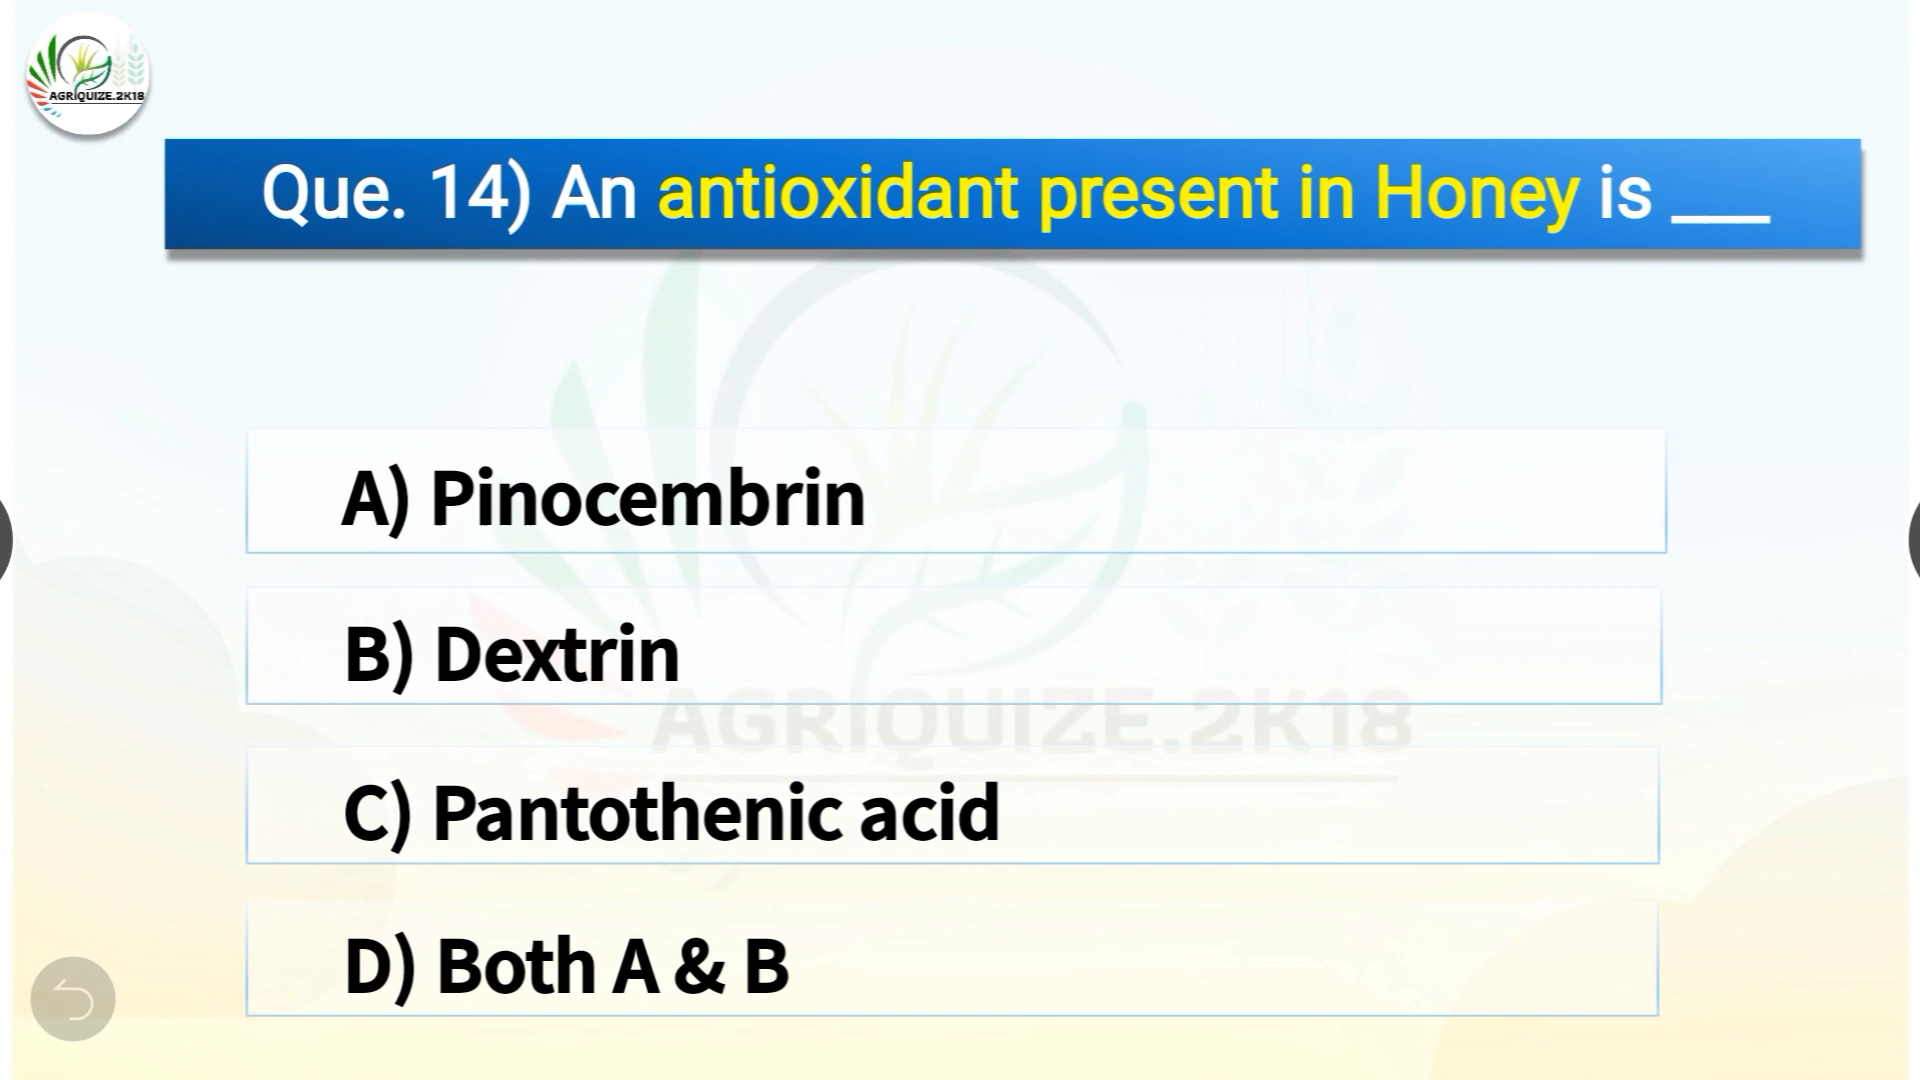 AGRIQUIZE.2K18
Que. 14) An antioxidant present in Honey is ___
A) Pinocembrin
B) Dextrin
AGRIQUIZE.2K18
C) Pantothenic acid
D) Both A & B